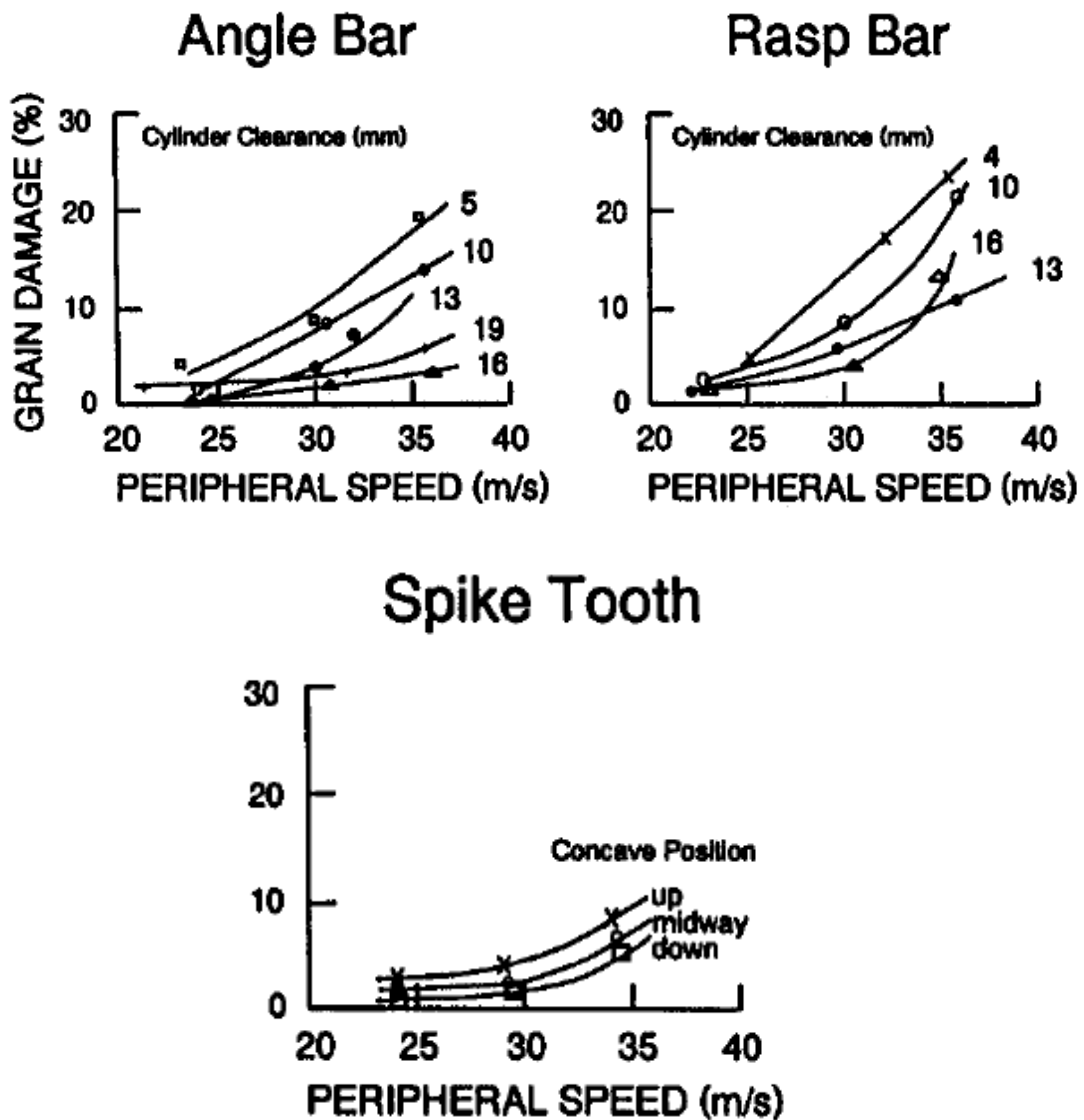 Angle Bar
GRAIN DAMAGE (%)
30
20
10
0
Cylinder Clearance (mm)
5
10
13
19
16
20 25 30 35 40
PERIPHERAL SPEED (m/s)
Rasp Bar
30
20
10
0
Cylinder Clearance (mm)
4
10
16
13
20 25 30 35 40
PERIPHERAL SPEED (m/s)
Spike Tooth
30
20
10
0
Concave Position
up
midway
down
20 25 30 35 40
PERIPHERAL SPEED (m/s)